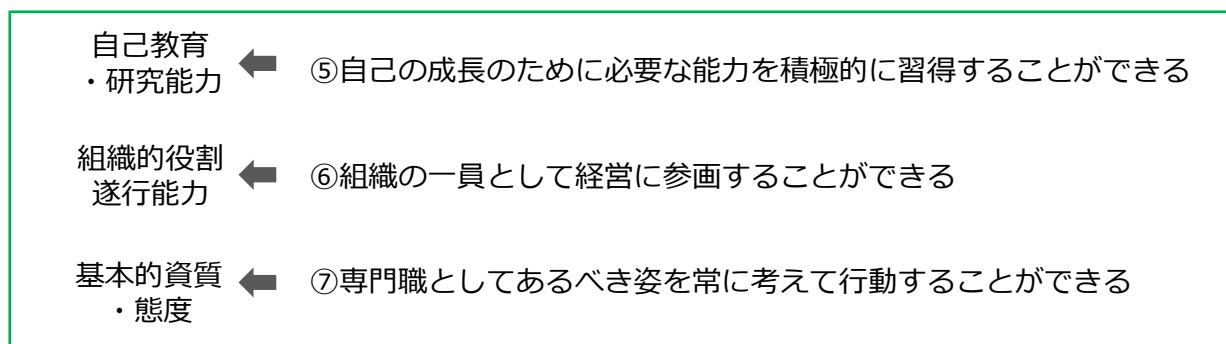 自己教育
・研究能力
⑤自己の成長のために必要な能力を積極的に習得することができる
組織的役割
遂行能力
⑥組織の一員として経営に参画することができる
基本的資質
・態度
⑦専門職としてあるべき姿を常に考えて行動することができる